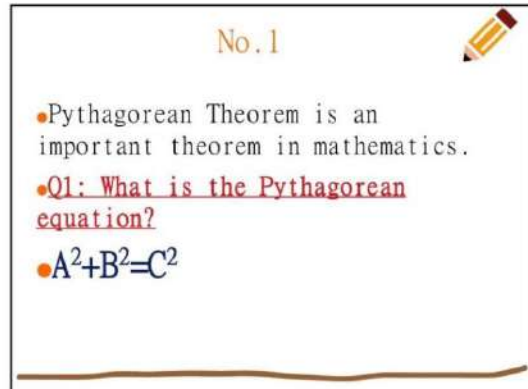 No.1
●Pythagorean Theorem is an
important theorem in mathematics.
●Q1: What is the Pythagorean
equation?
●A²+B²=C²